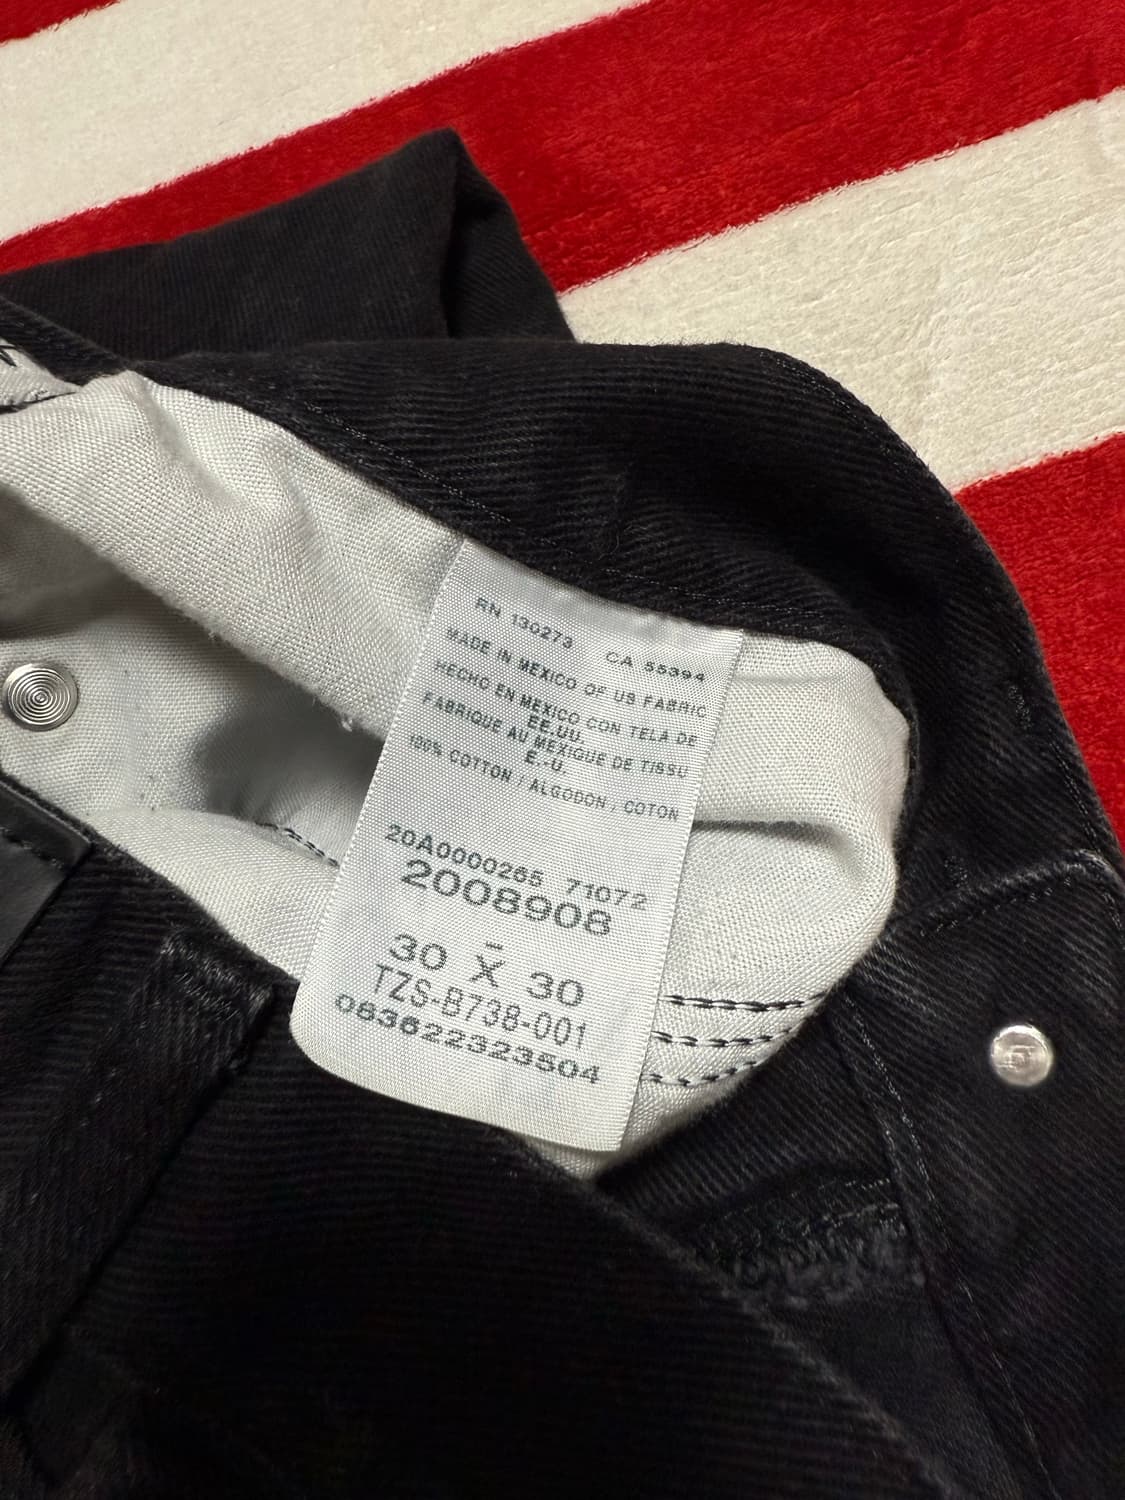 RN 130273 CA 55394
MADE IN MEXICO OF US FABRIC
HECHO EN MEXICO CON TELA DE
EE.UU.
FABRIQUE AU MEXIQUE DE TISSU
E.-U.
100% COTTON / ALGODON / COTON
20A0000265 71072
2008908
30 X 30
TZS-B738-001
083622323504